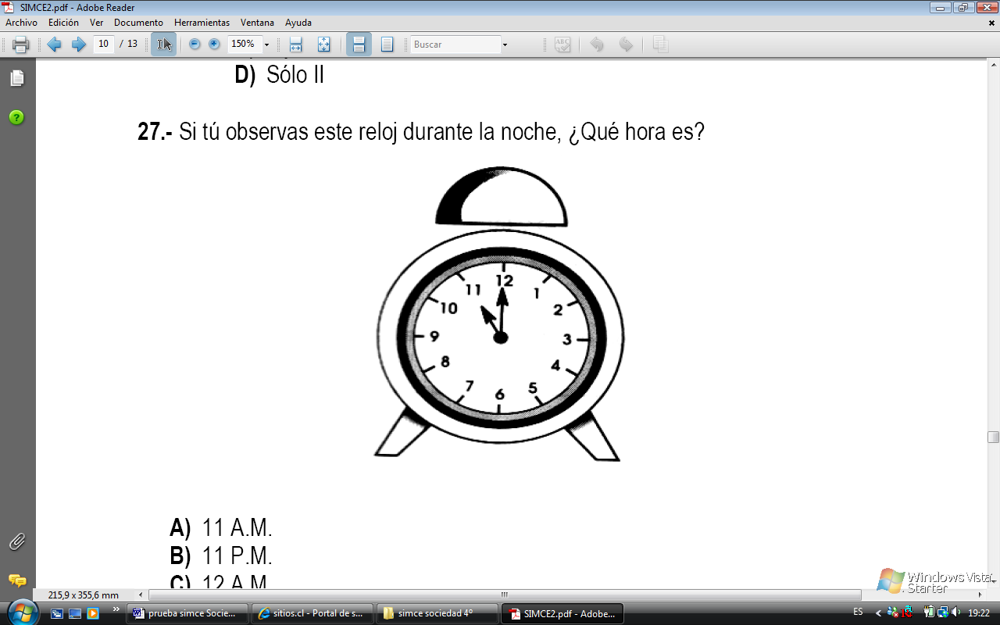 SIMCE2.pdf - Adobe Reader
Archivo Edición Ver Documento Herramientas Ventana Ayuda
10 / 13 150% Buscar
D) Sólo II
27.- Si tú observas este reloj durante la noche, ¿Qué hora es?
12
11 1
10 2
9 3
8 4
7 5
6
A) 11 A.M.
B) 11 P.M.
C) 12 A.M.
215,9 x 355,6 mm
Windows Vista
Starter
prueba simce Socie... sitios.cl - Portal de s... simce sociedad 4º SIMCE2.pdf - Adobe... ES 19:22